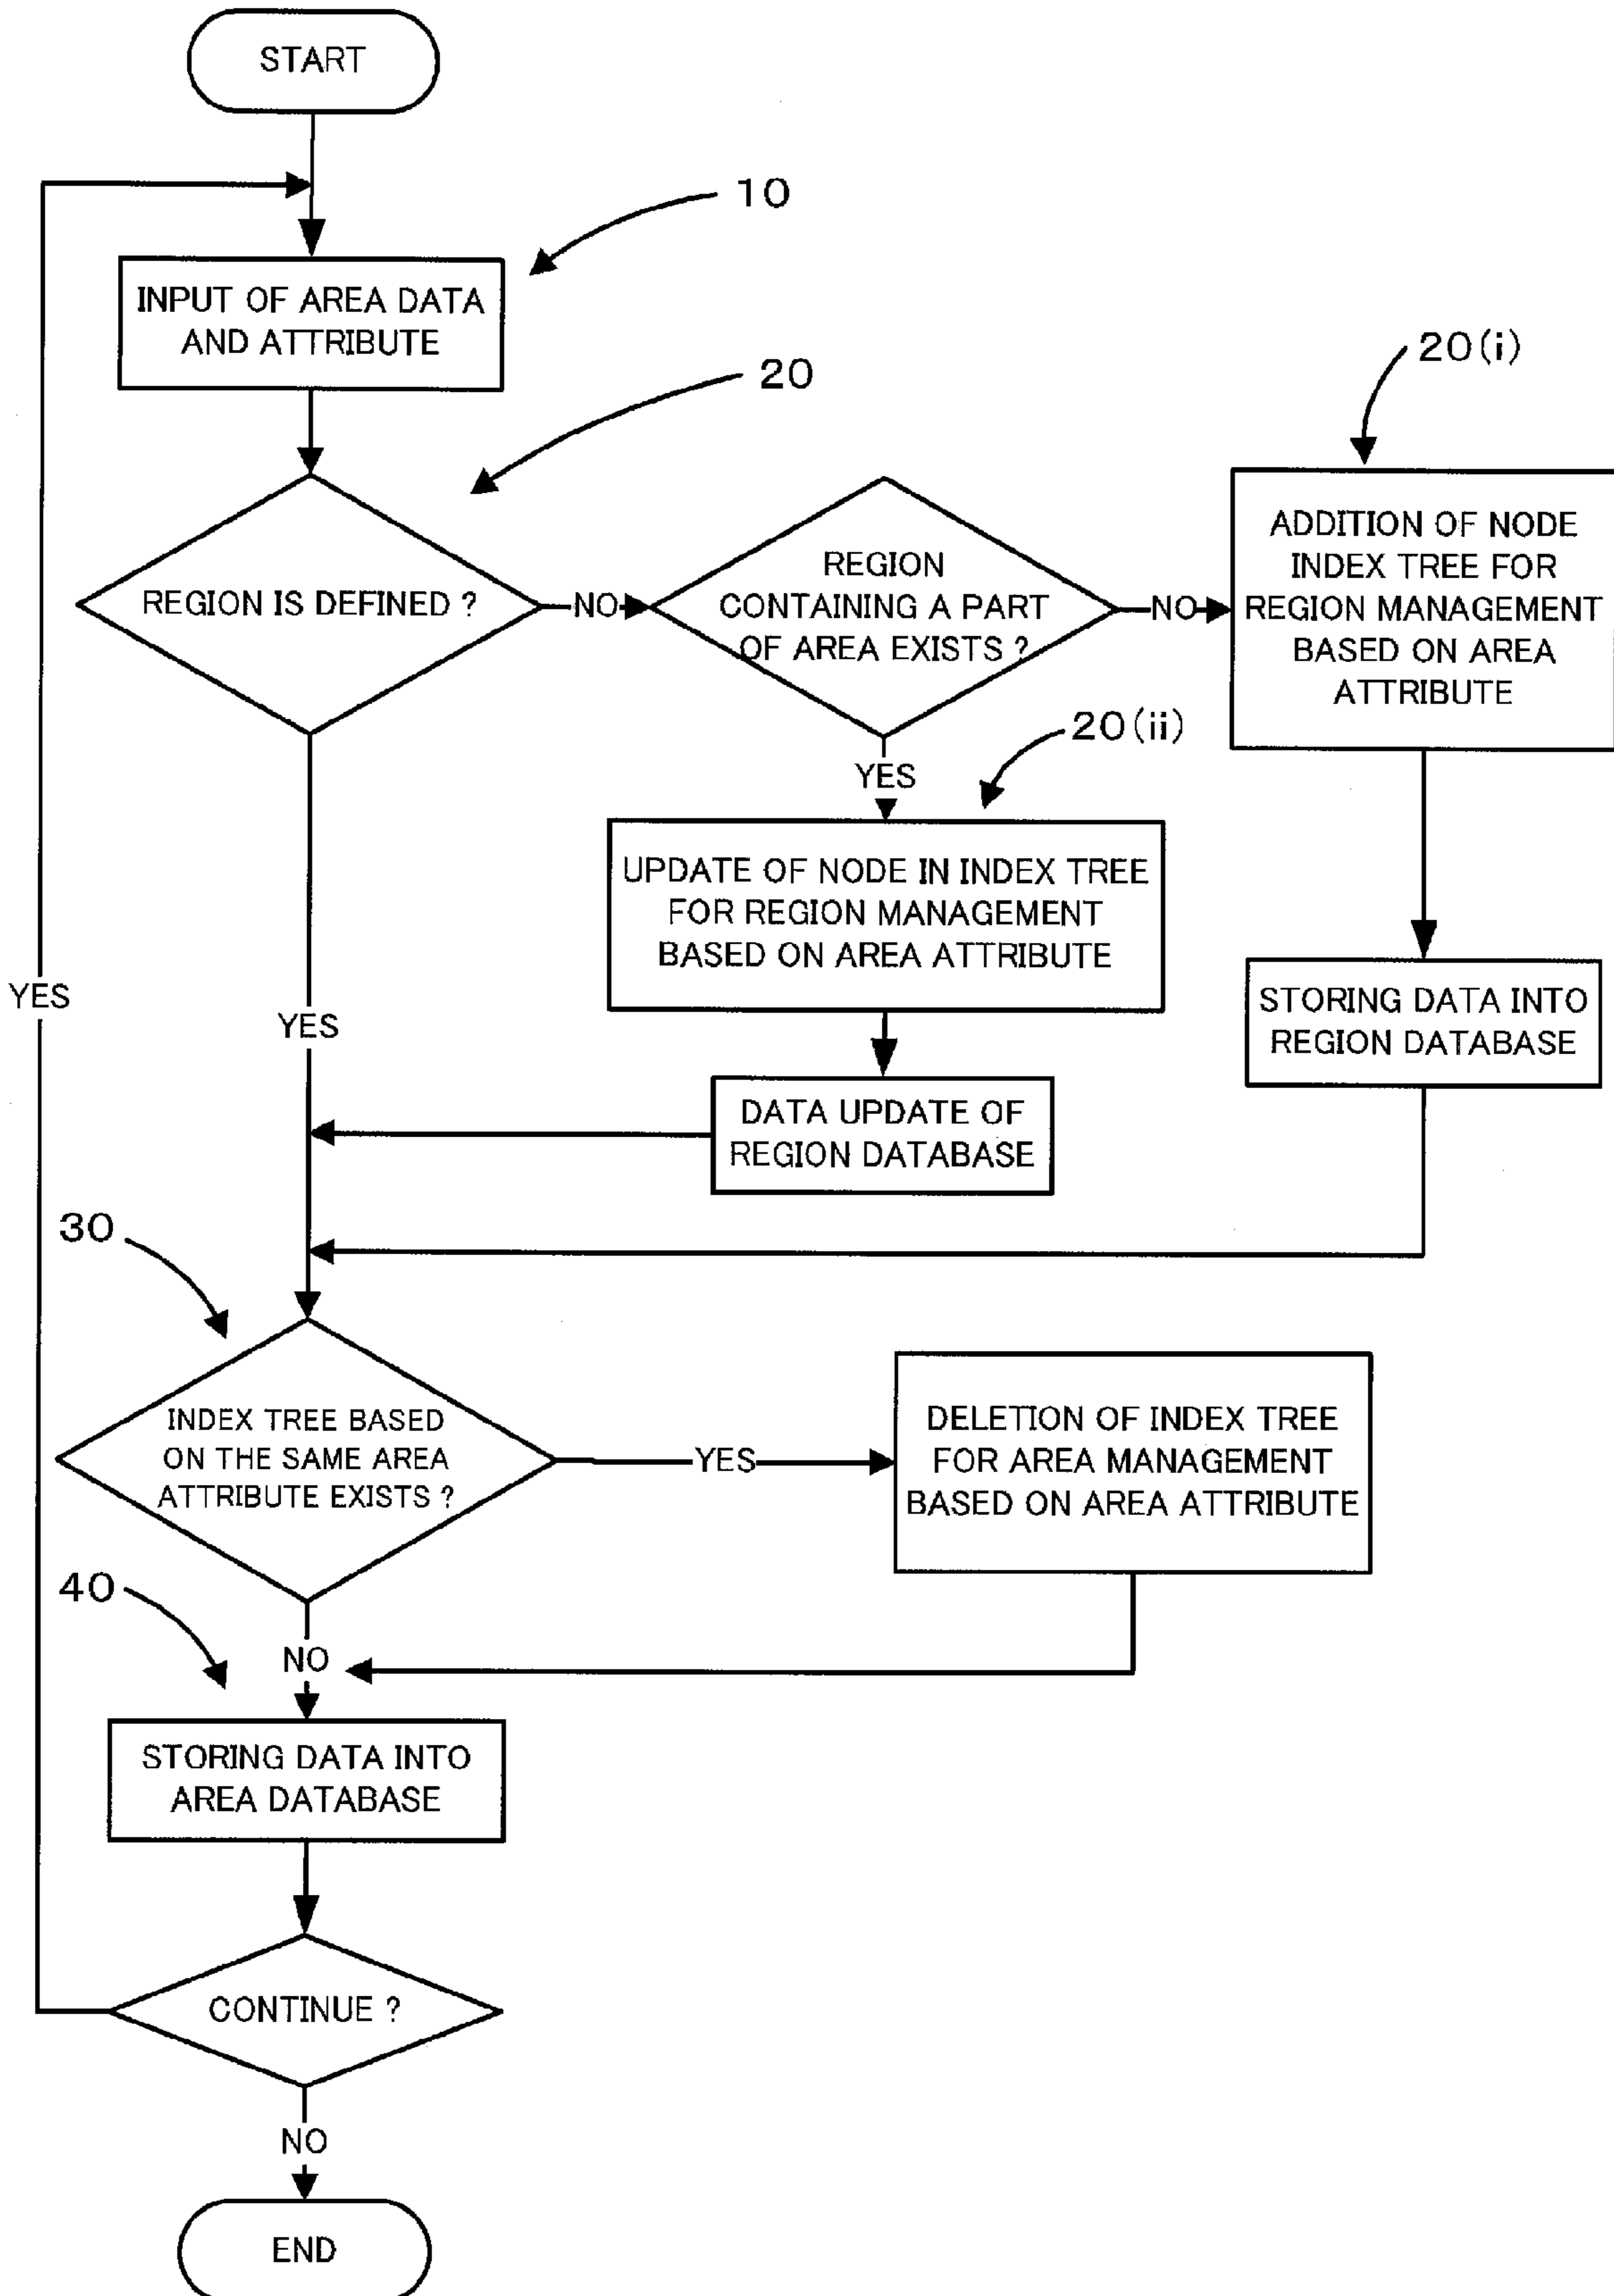 START
10
INPUT OF AREA DATA
AND ATTRIBUTE
20
20(i)
REGION IS DEFINED ?
NO
REGION
CONTAINING A PART
OF AREA EXISTS ?
NO
ADDITION OF NODE
INDEX TREE FOR
REGION MANAGEMENT
BASED ON AREA
ATTRIBUTE
20(ii)
YES
UPDATE OF NODE IN INDEX TREE
FOR REGION MANAGEMENT
BASED ON AREA ATTRIBUTE
STORING DATA INTO
REGION DATABASE
YES
YES
DATA UPDATE OF
REGION DATABASE
30
INDEX TREE BASED
ON THE SAME AREA
ATTRIBUTE EXISTS ?
YES
DELETION OF INDEX TREE
FOR AREA MANAGEMENT
BASED ON AREA ATTRIBUTE
40
NO
STORING DATA INTO
AREA DATABASE
CONTINUE ?
NO
END